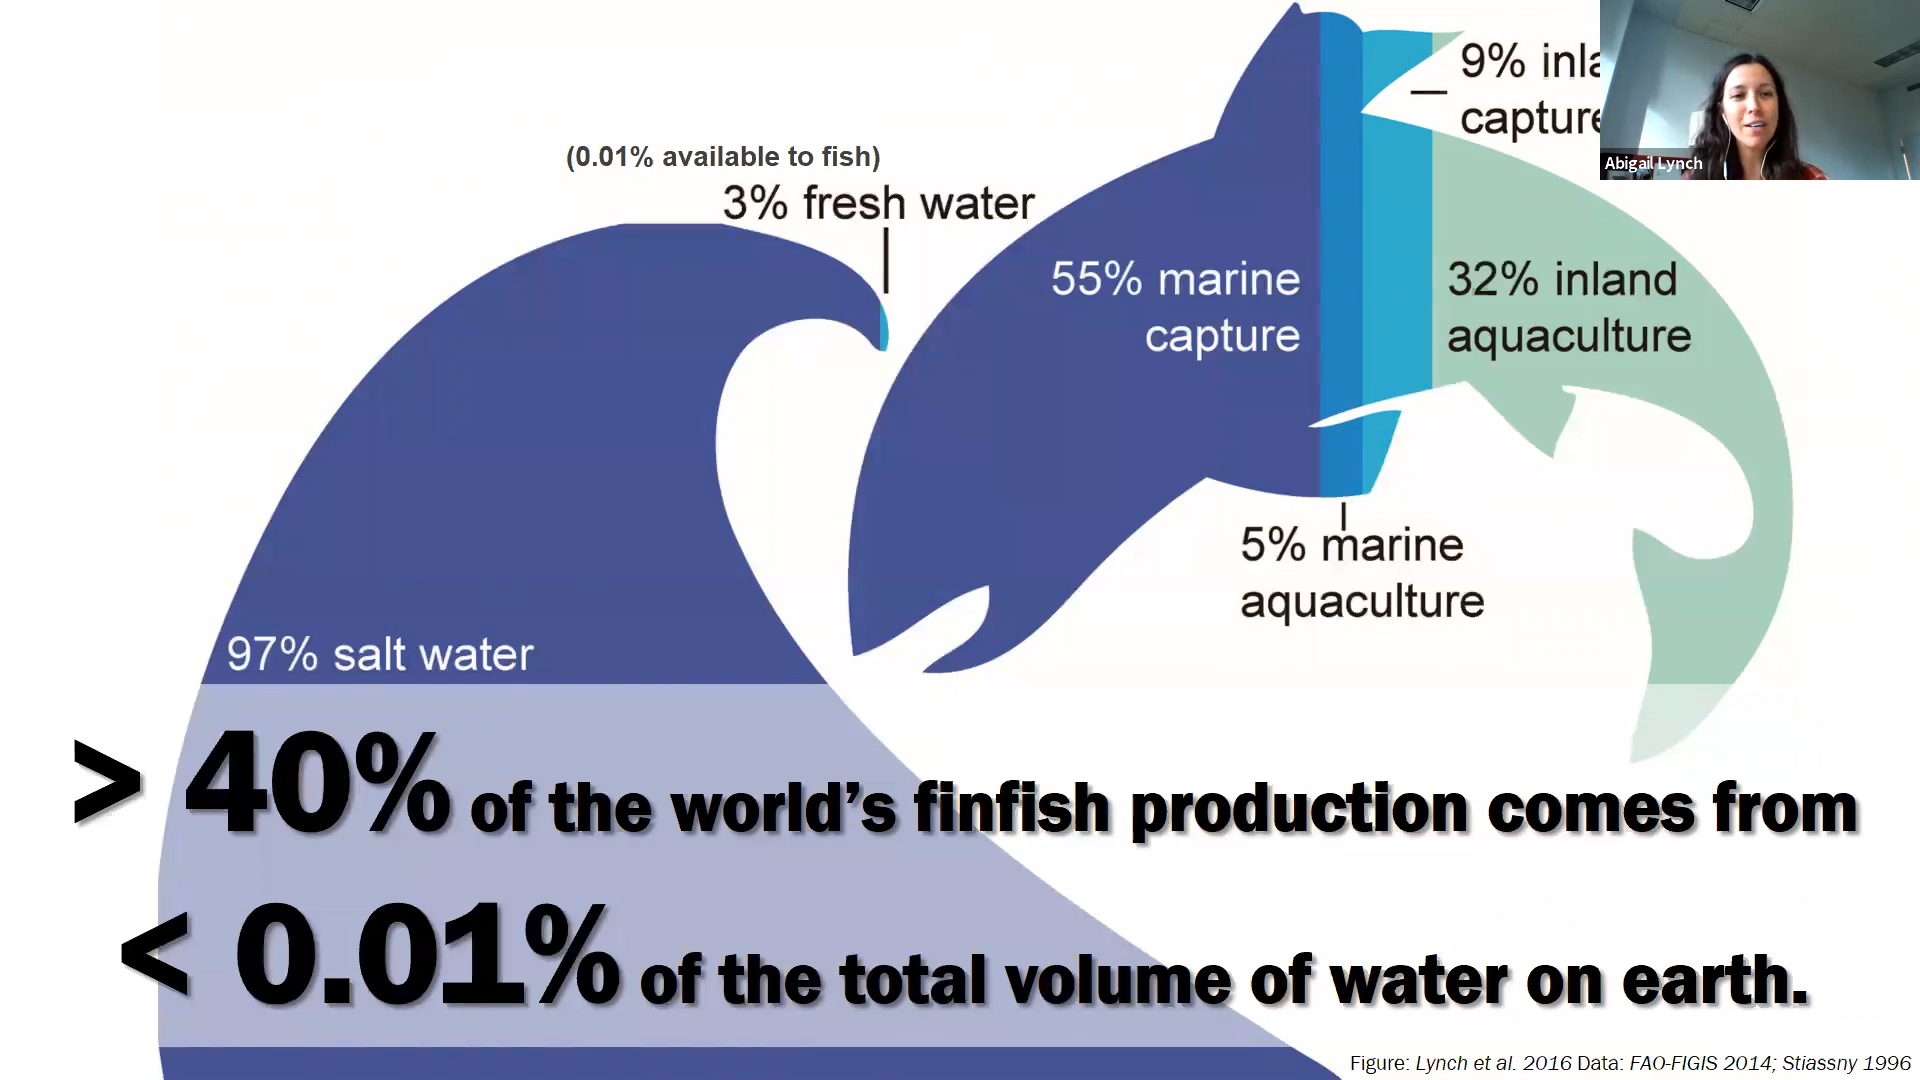 9%
capture
Abigail Lynch
(0.01% available to fish)
3% fresh water
55% marine
capture
32% inland
aquaculture
5% marine
aquaculture
97% salt water
> 40% of the world’s finfish production comes from
< 0.01% of the total volume of water on earth.
Figure: Lynch et al. 2016 Data: FAO-FIGIS 2014; Stiassny 1996